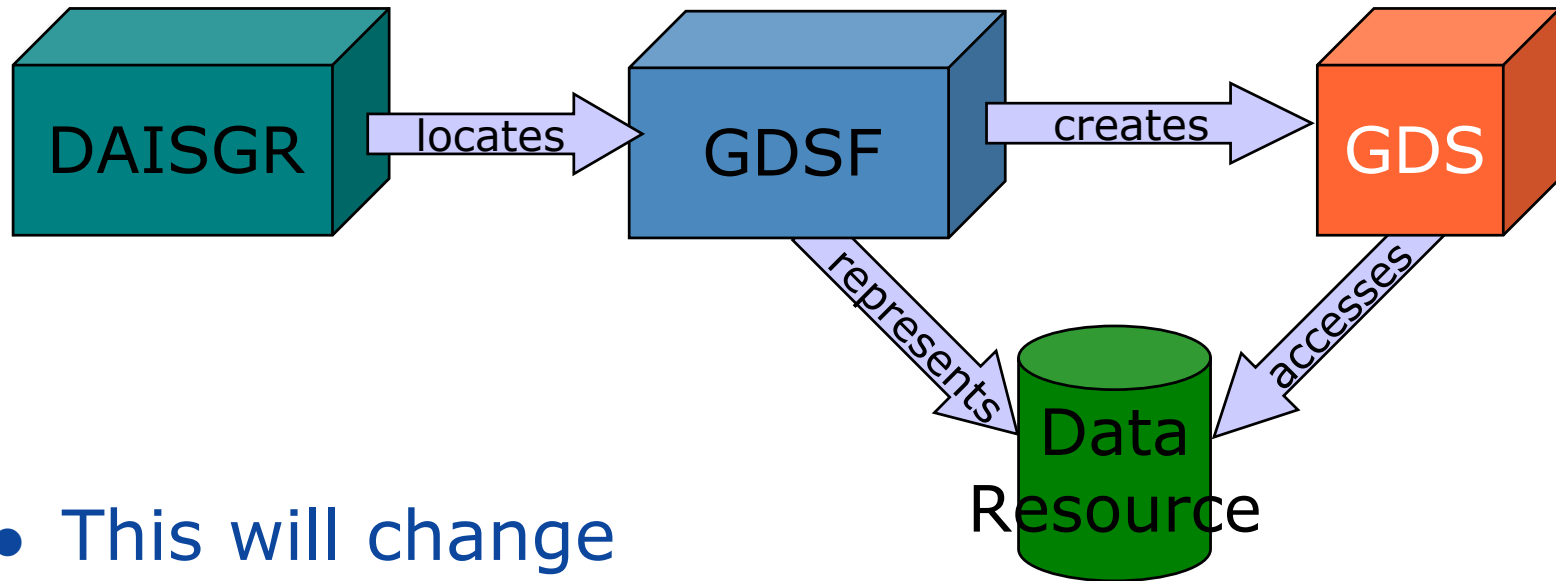 DAISGR
locates
GDSF
creates
GDS
represents
accesses
Data
Resource
• This will change